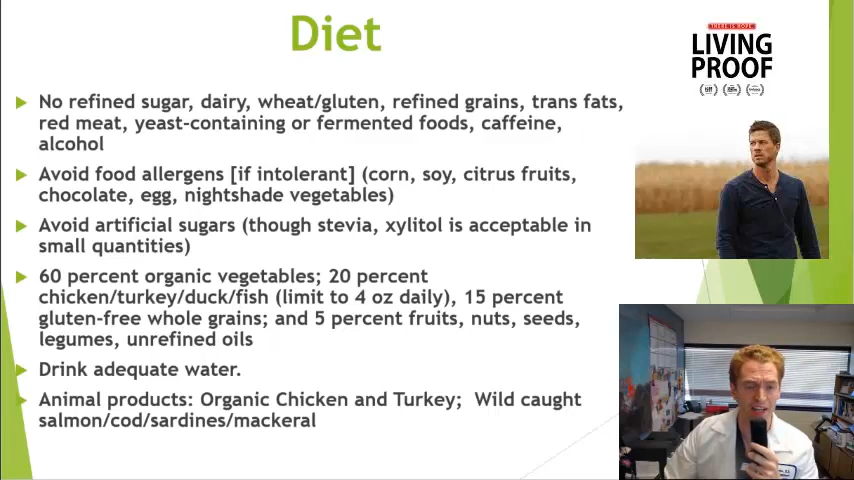 Diet
THERE IS MORE.
LIVING
PROOF
No refined sugar, dairy, wheat/gluten, refined grains, trans fats,
red meat, yeast-containing or fermented foods, caffeine,
alcohol
Avoid food allergens [if intolerant] (corn, soy, citrus fruits,
chocolate, egg, nightshade vegetables)
Avoid artificial sugars (though stevia, xylitol is acceptable in
small quantities)
60 percent organic vegetables; 20 percent
chicken/turkey/duck/fish (limit to 4 oz daily), 15 percent
gluten-free whole grains; and 5 percent fruits, nuts, seeds,
legumes, unrefined oils
Drink adequate water.
Animal products: Organic Chicken and Turkey;  Wild caught
salmon/cod/sardines/mackeral